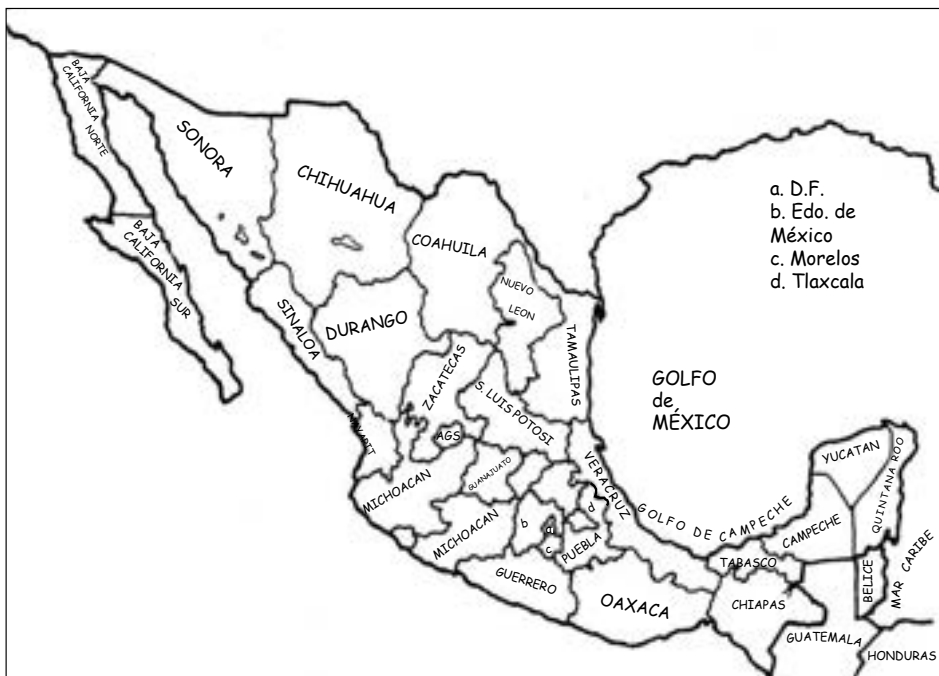 BAJA
CALIFORNIA
NORTE
SONORA
CHIHUAHUA
COAHUILA
a. D.F.
b. Edo. de
México
c. Morelos
d. Tlaxcala
BAJA
CALIFORNIA
SUR
SINALOA
DURANGO
NUEVO
LEON
TAMAULIPAS
ZACATECAS
S. LUIS POTOSI
GOLFO
de
MÉXICO
NAYARIT
AGS
GUANAJUATO
VERACRUZ
MICHOACAN
MICHOACAN
b
a
c
d
PUEBLA
GUERRERO
OAXACA
GOLFO DE CAMPECHE
YUCATAN
QUINTANA ROO
CAMPECHE
TABASCO
CHIAPAS
BELICE
MAR CARIBE
GUATEMALA
HONDURAS